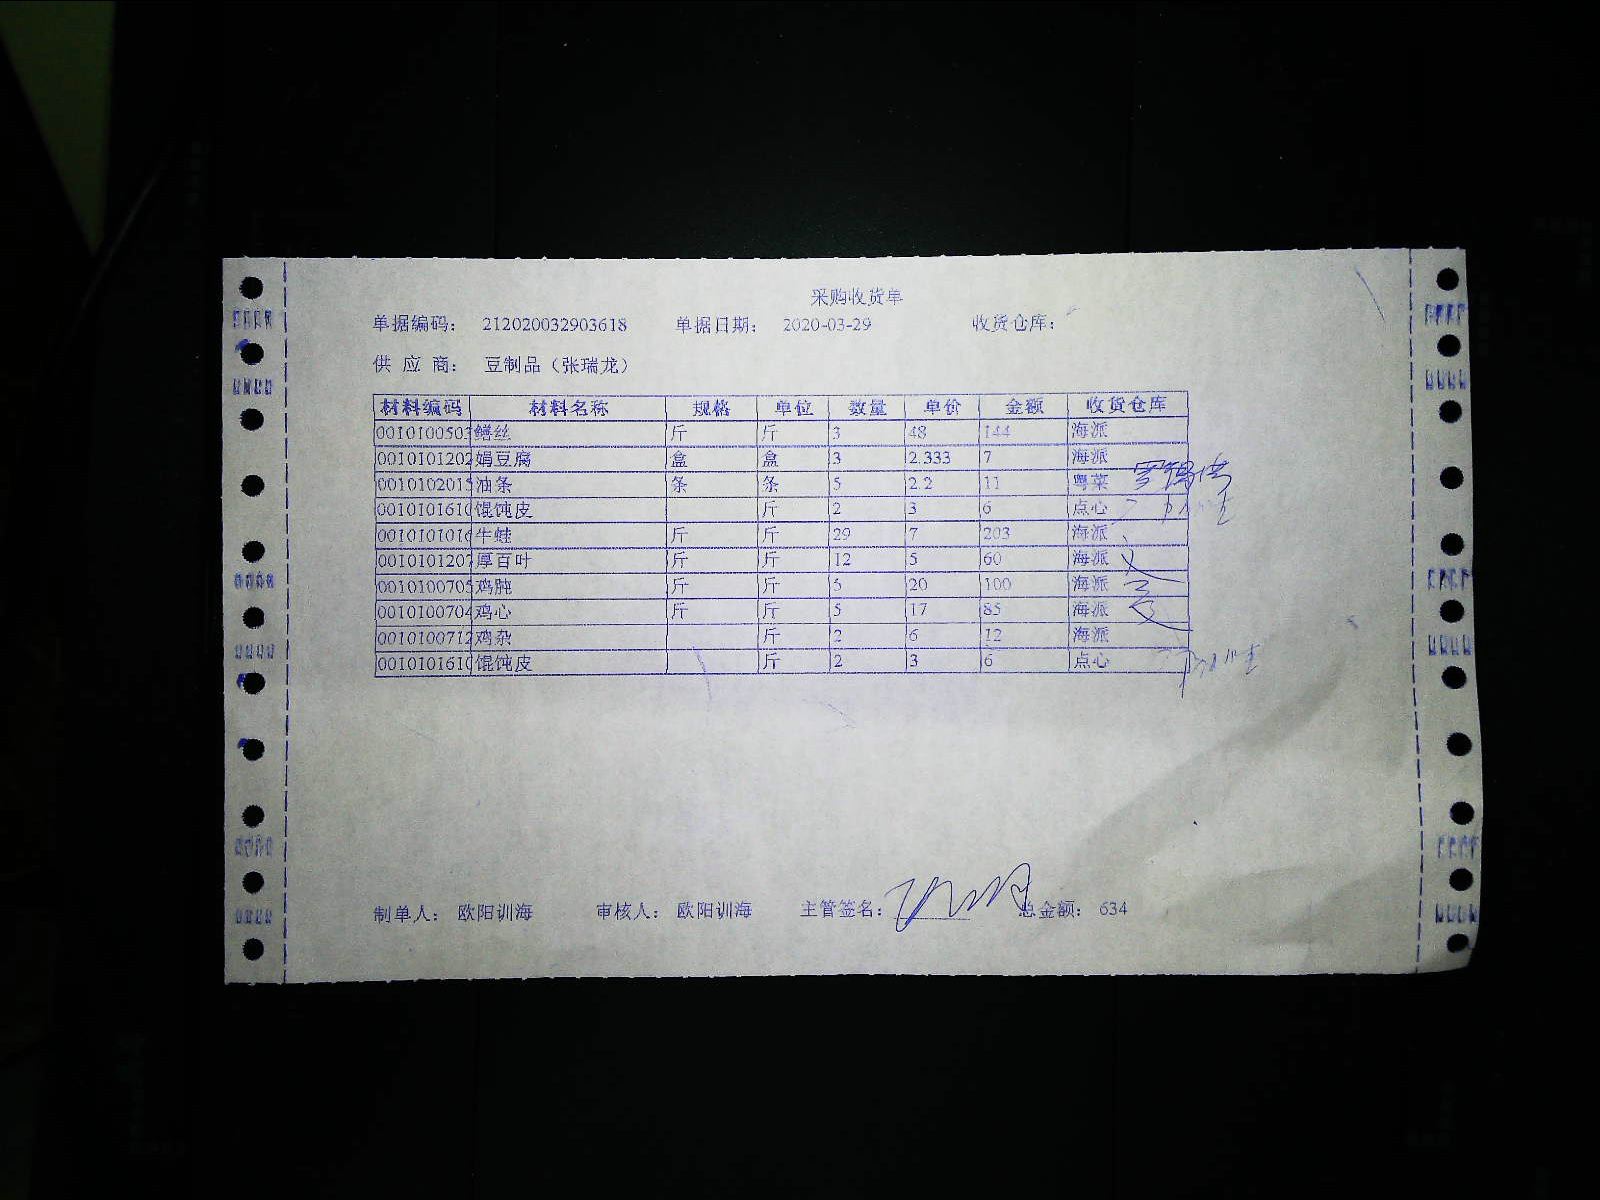 采购收货单
单据编码： 212020032903618 单据日期： 2020-03-29 收货仓库：
供 应 商： 豆制品（张瑞龙）
材料编码 材料名称 规格 单位 数量 单价 金额 收货仓库
0010100503 鳝丝 斤 斤 3 48 144 海派
0010101202 娟豆腐 盒 盒 3 2.333 7 海派
0010102015 油条 条 条 5 2.2 11 粤菜
0010101610 馄饨皮 斤 2 3 6 点心
0010101016 牛蛙 斤 斤 29 7 203 海派
0010101207 厚百叶 斤 斤 12 5 60 海派
0010100705 鸡肫 斤 斤 5 20 100 海派
0010100704 鸡心 斤 斤 5 17 85 海派
0010100712 鸡杂 斤 2 6 12 海派
0010101610 馄饨皮 斤 2 3 6 点心
制单人： 欧阳训海 审核人： 欧阳训海 主管签名： 总金额： 634